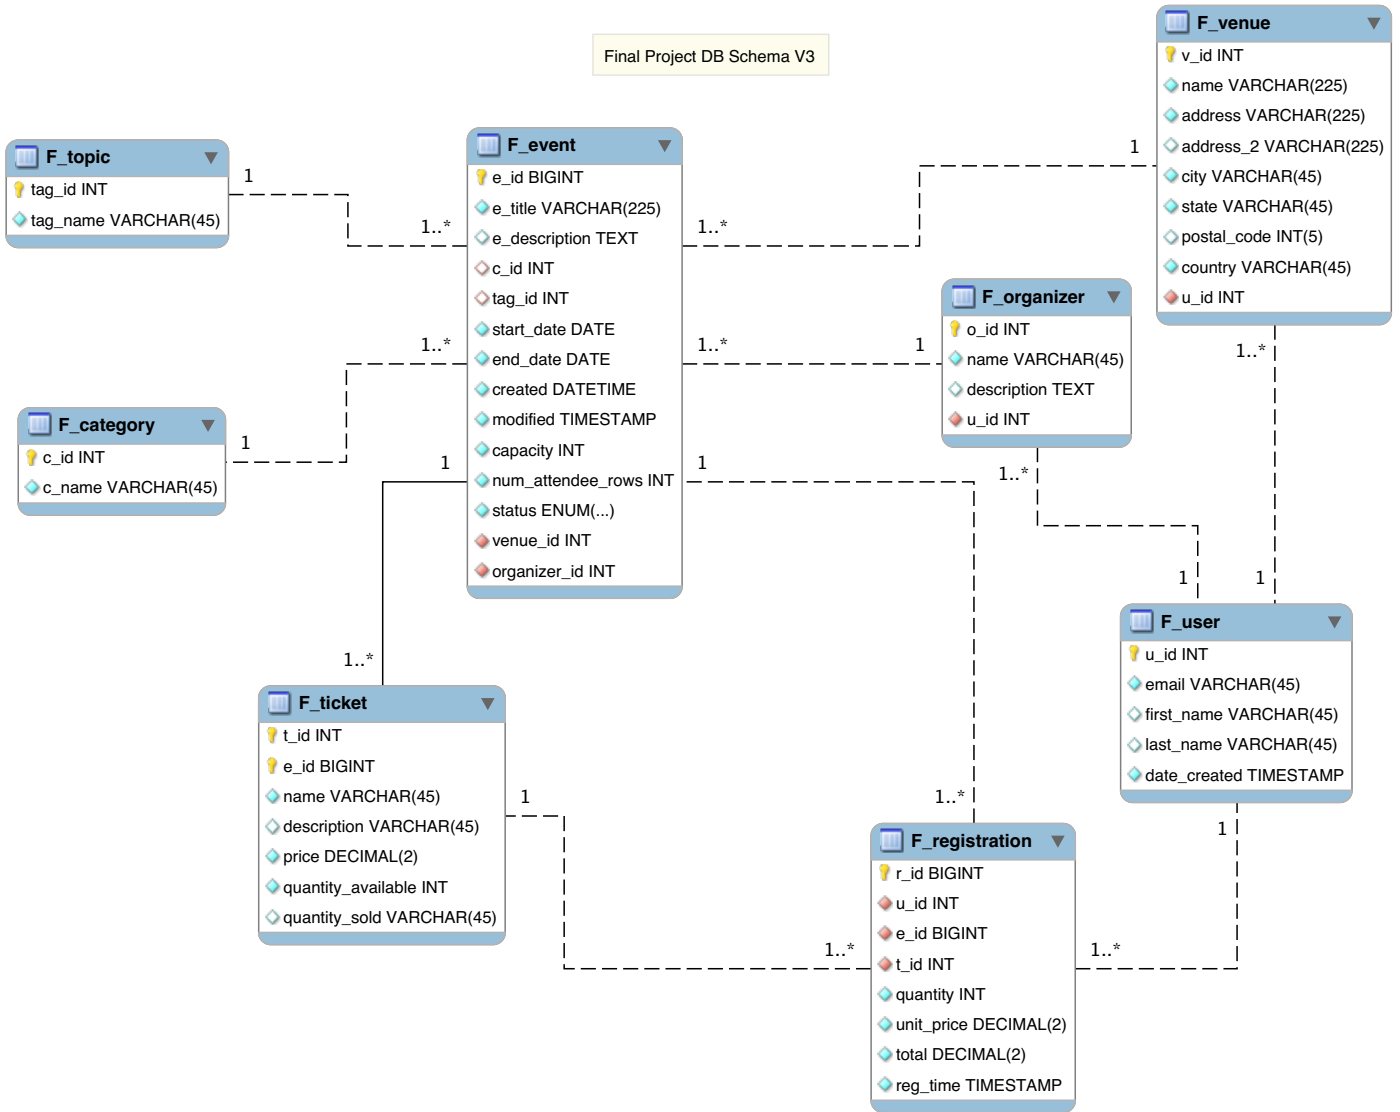 Final Project DB Schema V3
F_venue
v_id INT
name VARCHAR(225)
address VARCHAR(225)
address_2 VARCHAR(225)
city VARCHAR(45)
state VARCHAR(45)
postal_code INT(5)
country VARCHAR(45)
u_id INT
F_topic
tag_id INT
tag_name VARCHAR(45)
F_event
e_id BIGINT
e_title VARCHAR(225)
e_description TEXT
c_id INT
tag_id INT
start_date DATE
end_date DATE
created DATETIME
modified TIMESTAMP
capacity INT
num_attendee_rows INT
status ENUM(...)
venue_id INT
organizer_id INT
1
1..*
1..*
1
F_organizer
o_id INT
name VARCHAR(45)
description TEXT
u_id INT
1..*
1..*
1
1..*
F_category
c_id INT
c_name VARCHAR(45)
1
1
1
1..*
1
1
F_user
u_id INT
email VARCHAR(45)
first_name VARCHAR(45)
last_name VARCHAR(45)
date_created TIMESTAMP
1..*
F_ticket
t_id INT
e_id BIGINT
name VARCHAR(45)
description VARCHAR(45)
price DECIMAL(2)
quantity_available INT
quantity_sold VARCHAR(45)
1
1..*
1
F_registration
r_id BIGINT
u_id INT
e_id BIGINT
t_id INT
quantity INT
unit_price DECIMAL(2)
total DECIMAL(2)
reg_time TIMESTAMP
1..*
1..*